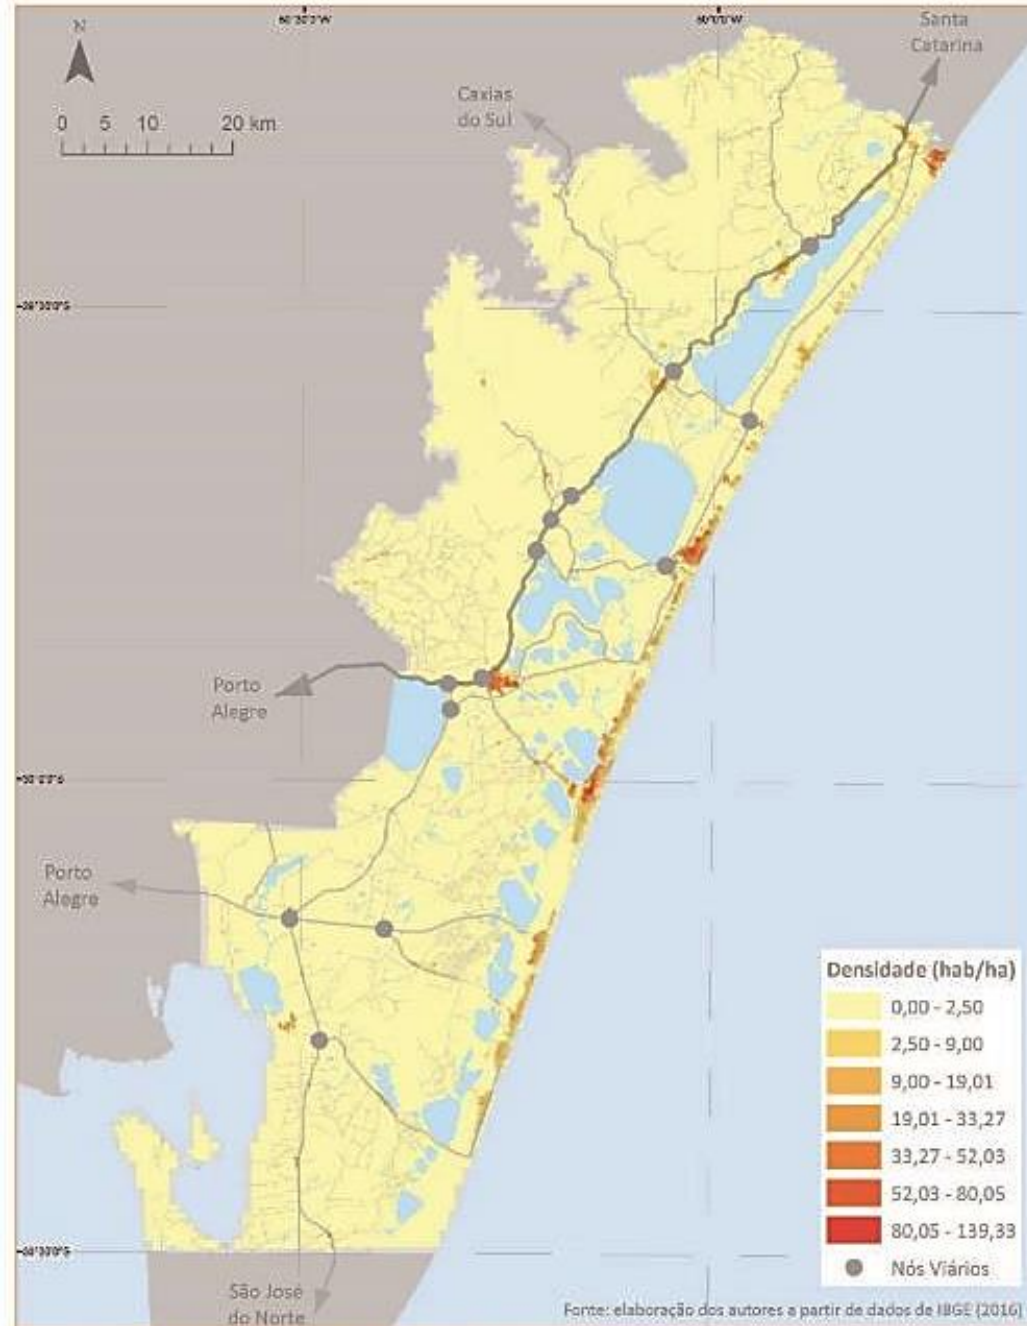 N
0 5 10 20 km
Santa
Catarina
Caxias
do Sul
Porto
Alegre
Porto
Alegre
São José
do Norte
Densidade (hab/ha)
0,00 - 2,50
2,50 - 9,00
9,00 - 19,01
19,01 - 33,27
33,27 - 52,03
52,03 - 80,05
80,05 - 139,33
Nós Viários
Fonte: elaboração dos autores a partir de dados de IBGE (2016)